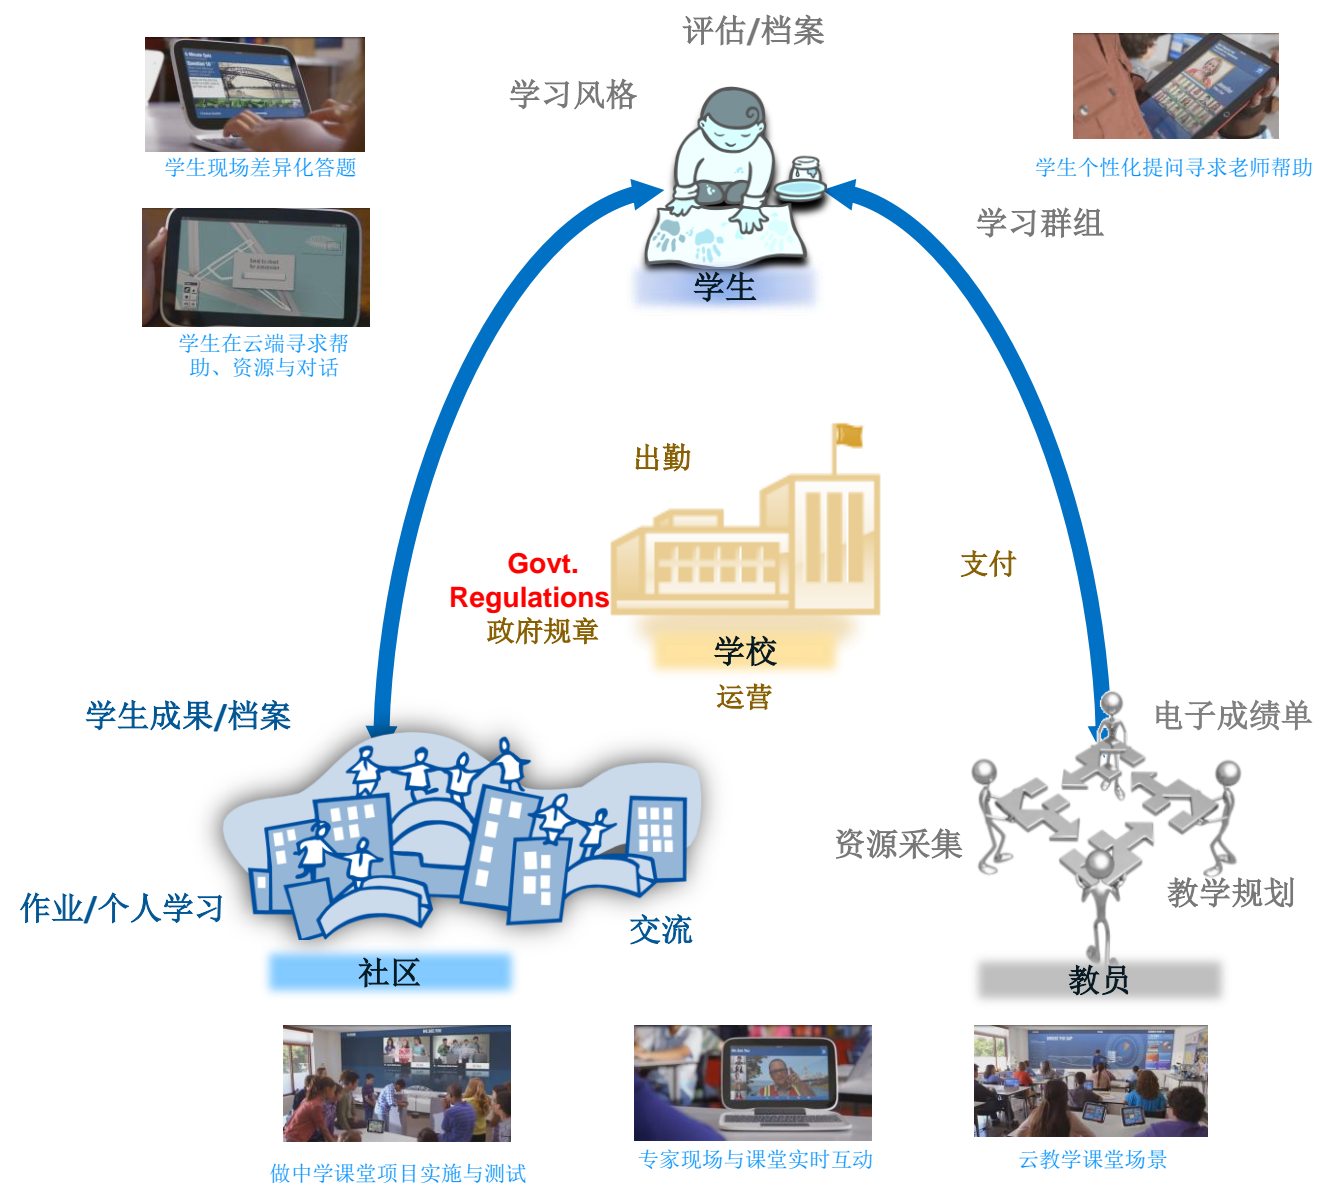 评估/档案
学习风格
学生现场差异化答题
学生个性化提问寻求老师帮助
学习群组
学生
学生在云端寻求帮
助、资源与对话
出勤
Govt.
Regulations
政府规章
支付
学校
运营
学生成果/档案
电子成绩单
资源采集
教学规划
作业/个人学习
交流
社区
教员
做中学课堂项目实施与测试
专家现场与课堂实时互动
云教学课堂场景